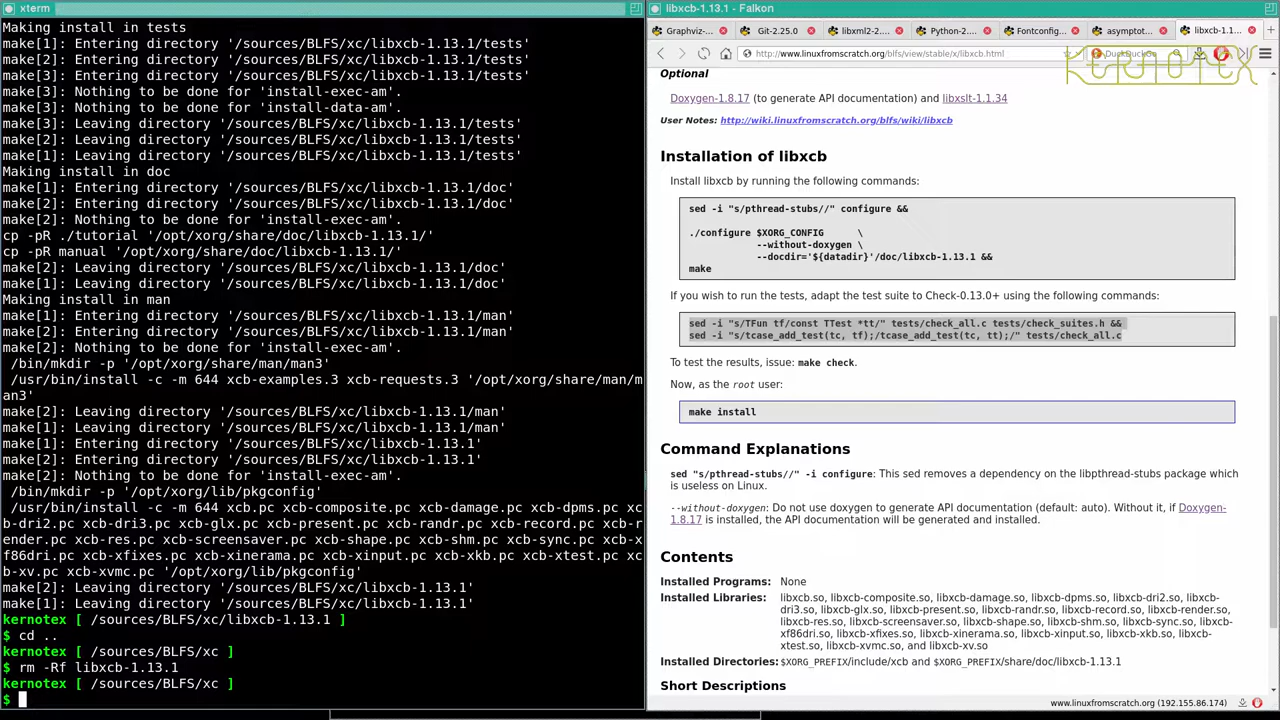 xterm
Making install in tests
make[1]: Entering directory '/sources/BLFS/xc/libxcb-1.13.1/tests'
make[2]: Entering directory '/sources/BLFS/xc/libxcb-1.13.1/tests'
make[3]: Entering directory '/sources/BLFS/xc/libxcb-1.13.1/tests'
make[3]: Nothing to be done for 'install-exec-am'.
make[3]: Nothing to be done for 'install-data-am'.
make[3]: Leaving directory '/sources/BLFS/xc/libxcb-1.13.1/tests'
make[2]: Leaving directory '/sources/BLFS/xc/libxcb-1.13.1/tests'
make[1]: Leaving directory '/sources/BLFS/xc/libxcb-1.13.1/tests'
Making install in doc
make[1]: Entering directory '/sources/BLFS/xc/libxcb-1.13.1/doc'
make[2]: Entering directory '/sources/BLFS/xc/libxcb-1.13.1/doc'
make[2]: Nothing to be done for 'install-exec-am'.
cp -pR ./tutorial '/opt/xorg/share/doc/libxcb-1.13.1/'
cp -pR manual '/opt/xorg/share/doc/libxcb-1.13.1/'
make[2]: Leaving directory '/sources/BLFS/xc/libxcb-1.13.1/doc'
make[1]: Leaving directory '/sources/BLFS/xc/libxcb-1.13.1/doc'
Making install in man
make[1]: Entering directory '/sources/BLFS/xc/libxcb-1.13.1/man'
make[2]: Entering directory '/sources/BLFS/xc/libxcb-1.13.1/man'
make[2]: Nothing to be done for 'install-exec-am'.
/bin/mkdir -p '/opt/xorg/share/man/man3'
/usr/bin/install -c -m 644 xcb-examples.3 xcb-requests.3 '/opt/xorg/share/man/m
an3'
make[2]: Leaving directory '/sources/BLFS/xc/libxcb-1.13.1/man'
make[1]: Leaving directory '/sources/BLFS/xc/libxcb-1.13.1/man'
make[1]: Entering directory '/sources/BLFS/xc/libxcb-1.13.1'
make[2]: Entering directory '/sources/BLFS/xc/libxcb-1.13.1'
make[2]: Nothing to be done for 'install-exec-am'.
/bin/mkdir -p '/opt/xorg/lib/pkgconfig'
/usr/bin/install -c -m 644 xcb.pc xcb-composite.pc xcb-damage.pc xcb-dpms.pc xc
b-dri2.pc xcb-dri3.pc xcb-glx.pc xcb-present.pc xcb-randr.pc xcb-record.pc xcb-r
ender.pc xcb-res.pc xcb-screensaver.pc xcb-shape.pc xcb-shm.pc xcb-sync.pc xcb-x
f86dri.pc xcb-xfixes.pc xcb-xinerama.pc xcb-xinput.pc xcb-xkb.pc xcb-xtest.pc xc
b-xv.pc xcb-xvmc.pc '/opt/xorg/lib/pkgconfig'
make[2]: Leaving directory '/sources/BLFS/xc/libxcb-1.13.1'
make[1]: Leaving directory '/sources/BLFS/xc/libxcb-1.13.1'
kernotex [ /sources/BLFS/xc/libxcb-1.13.1 ]
$ cd ..
kernotex [ /sources/BLFS/xc ]
$ rm -Rf libxcb-1.13.1
kernotex [ /sources/BLFS/xc ]
$
libxcb-1.13.1 - Falkon
Graphviz-... Git-2.25.0 libxml2-2.... Python-2.... Fontconfig... asymptot... libxcb-1.1...
http://www.linuxfromscratch.org/blfs/view/stable/x/libxcb.html DuckDuckGo
KERNOTEX
Optional
Doxygen-1.8.17 (to generate API documentation) and libxslt-1.1.34
User Notes: http://wiki.linuxfromscratch.org/blfs/wiki/libxcb
Installation of libxcb
Install libxcb by running the following commands:
sed -i "s/pthread-stubs//" configure &&
./configure $XORG_CONFIG \
--without-doxygen \
--docdir='${datadir}'/doc/libxcb-1.13.1 &&
make
If you wish to run the tests, adapt the test suite to Check-0.13.0+ using the following commands:
sed -i "s/TFun tf/const TTest *tt/" tests/check_all.c tests/check_suites.h &&
sed -i "s/tcase_add_test(tc, tf);/tcase_add_test(tc, tt);/" tests/check_all.c
To test the results, issue: make check.
Now, as the root user:
make install
Command Explanations
sed "s/pthread-stubs//" -i configure: This sed removes a dependency on the libpthread-stubs package which
is useless on Linux.
--without-doxygen: Do not use doxygen to generate API documentation (default: auto). Without it, if Doxygen-
1.8.17 is installed, the API documentation will be generated and installed.
Contents
Installed Programs: None
Installed Libraries: libxcb.so, libxcb-composite.so, libxcb-damage.so, libxcb-dpms.so, libxcb-dri2.so, libxcb-
dri3.so, libxcb-glx.so, libxcb-present.so, libxcb-randr.so, libxcb-record.so, libxcb-render.so,
libxcb-res.so, libxcb-screensaver.so, libxcb-shape.so, libxcb-shm.so, libxcb-sync.so, libxcb-
xf86dri.so, libxcb-xfixes.so, libxcb-xinerama.so, libxcb-xinput.so, libxcb-xkb.so, libxcb-
xtest.so, libxcb-xvmc.so, and libxcb-xv.so
Installed Directories: $XORG_PREFIX/include/xcb and $XORG_PREFIX/share/doc/libxcb-1.13.1
Short Descriptions
www.linuxfromscratch.org (192.155.86.174)